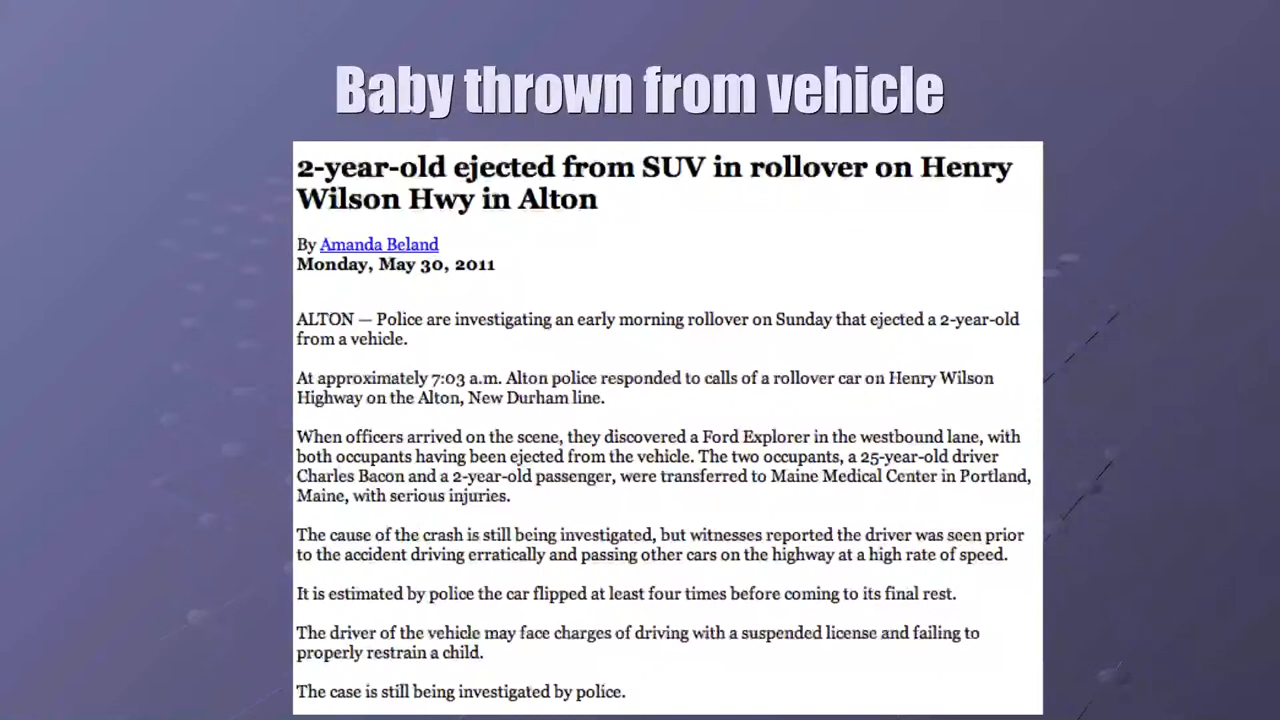 Baby thrown from vehicle
2-year-old ejected from SUV in rollover on Henry
Wilson Hwy in Alton
By Amanda Beland
Monday, May 30, 2011
ALTON — Police are investigating an early morning rollover on Sunday that ejected a 2-year-old
from a vehicle.
At approximately 7:03 a.m. Alton police responded to calls of a rollover car on Henry Wilson
Highway on the Alton, New Durham line.
When officers arrived on the scene, they discovered a Ford Explorer in the westbound lane, with
both occupants having been ejected from the vehicle. The two occupants, a 25-year-old driver
Charles Bacon and a 2-year-old passenger, were transferred to Maine Medical Center in Portland,
Maine, with serious injuries.
The cause of the crash is still being investigated, but witnesses reported the driver was seen prior
to the accident driving erratically and passing other cars on the highway at a high rate of speed.
It is estimated by police the car flipped at least four times before coming to its final rest.
The driver of the vehicle may face charges of driving with a suspended license and failing to
properly restrain a child.
The case is still being investigated by police.